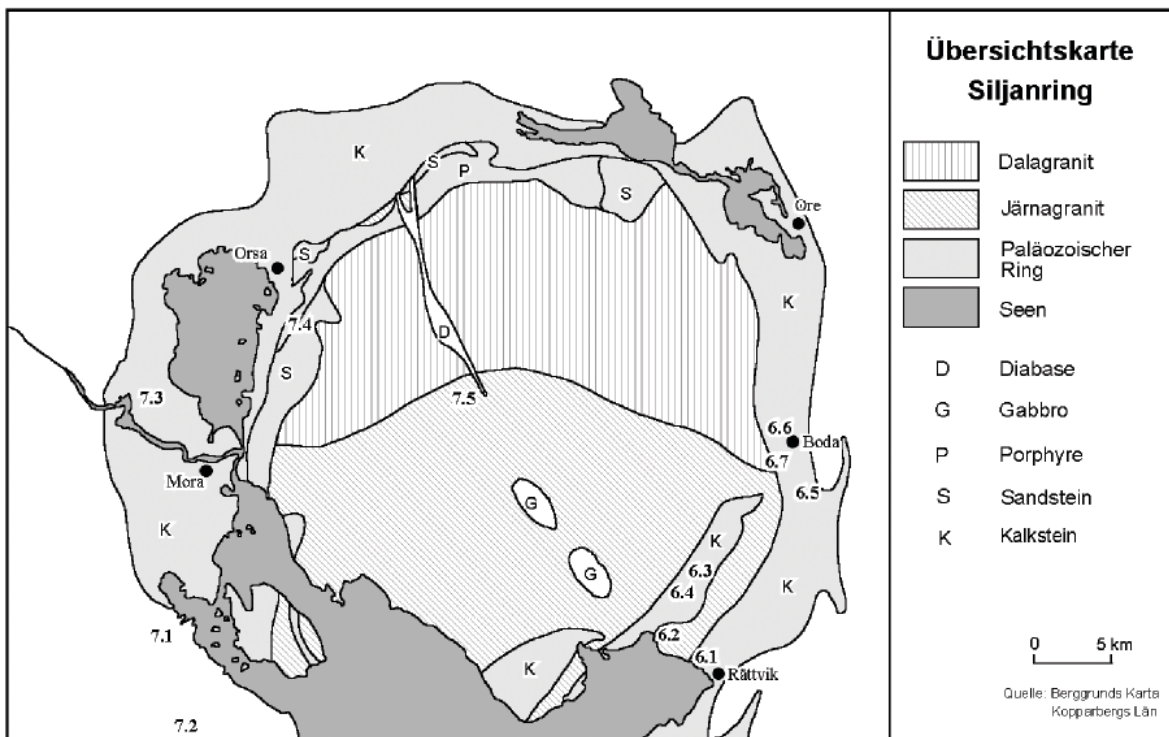 Übersichtskarte
Siljanring
Dalagranit
Järnagranit
Paläozoischer
Ring
Seen
D Diabase
G Gabbro
P Porphyre
S Sandstein
K Kalkstein
0 5 km
Quelle: Berggrunds Karta
Kopparbergs Län
K
S
P
S
Ore
Orsa
S
K
7.4
D
S
7.3
7.5
6.6
Boda
6.7
Mora
6.5
G
K
K
6.3
G
6.4
K
7.1
6.2
6.1
K
Rättvik
7.2